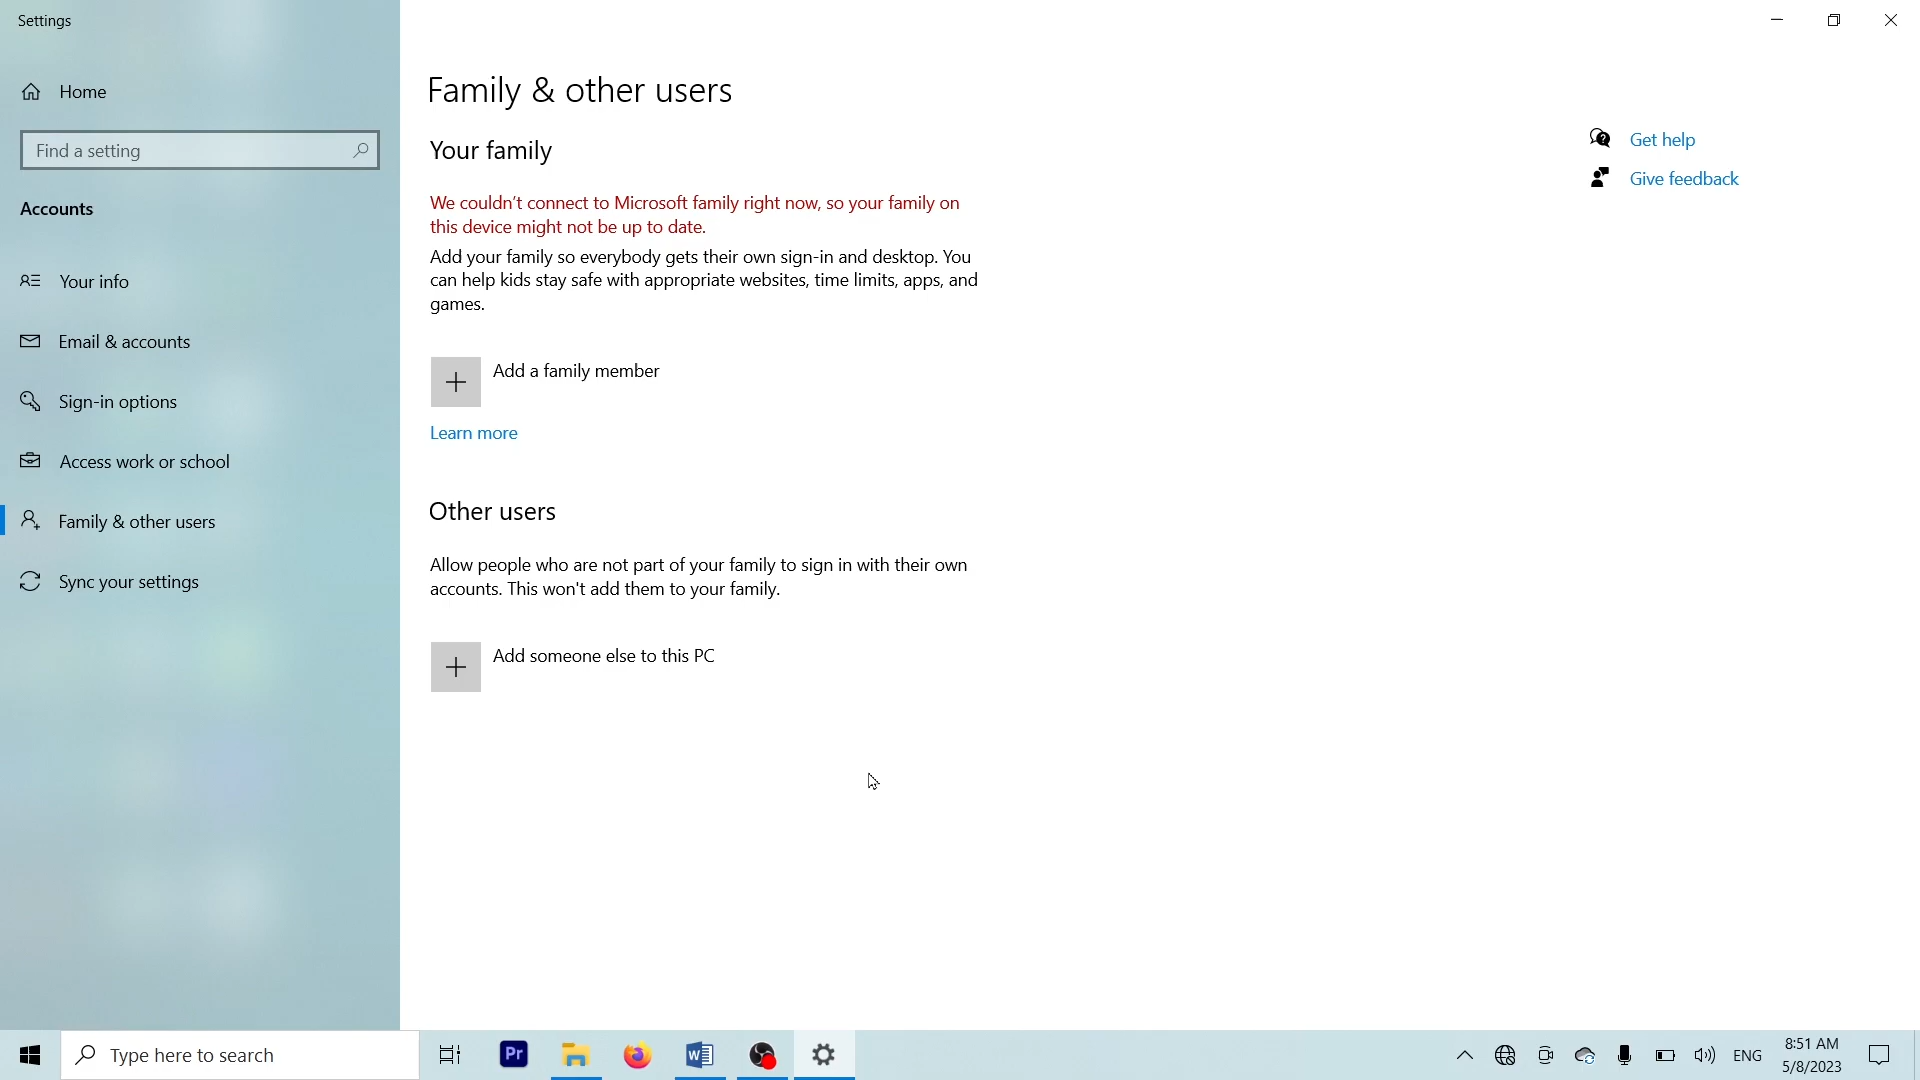 Settings
Home
Find a setting
Accounts
Your info
Email & accounts
Sign-in options
Access work or school
Family & other users
Sync your settings
Family & other users
Your family
We couldn't connect to Microsoft family right now, so your family on
this device might not be up to date.
Add your family so everybody gets their own sign-in and desktop. You
can help kids stay safe with appropriate websites, time limits, apps, and
games.
Add a family member
Learn more
Other users
Allow people who are not part of your family to sign in with their own
accounts. This won't add them to your family.
Add someone else to this PC
Get help
Give feedback
Type here to search
Pr
W
ENG
8:51 AM
5/8/2023